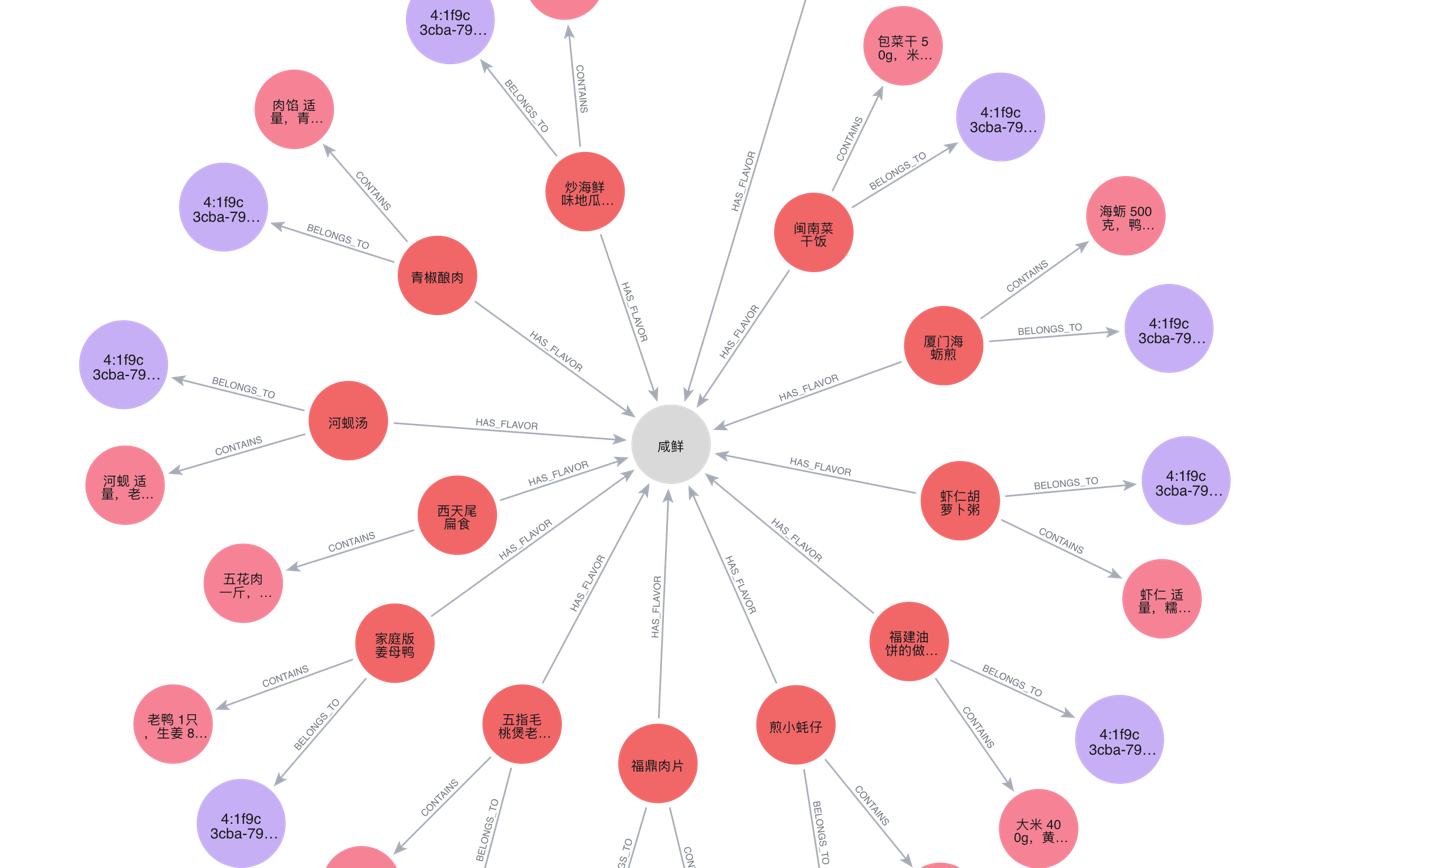 4:1f9c
3cba-79…
CONTAINS
BELONGS_TO
包菜干 5
0g，米…
4:1f9c
3cba-79…
CONTAINS
BELONGS_TO
肉馅 适
量，青…
4:1f9c
3cba-79…
CONTAINS
BELONGS_TO
炒海鲜
味地瓜…
HAS_FLAVOR
闽南菜
干饭
海蛎 500
克，鸭…
青椒酿肉
HAS_FLAVOR
HAS_FLAVOR
HAS_FLAVOR
CONTAINS
BELONGS_TO
4:1f9c
3cba-79…
厦门海
蛎煎
HAS_FLAVOR
4:1f9c
3cba-79…
BELONGS_TO
河蚬汤
HAS_FLAVOR
CONTAINS
河蚬 适
量，老…
咸鲜
HAS_FLAVOR
虾仁胡
萝卜粥
BELONGS_TO
4:1f9c
3cba-79…
CONTAINS
虾仁 适
量，糯…
西天尾
扁食
HAS_FLAVOR
CONTAINS
五花肉
一斤，…
HAS_FLAVOR
HAS_FLAVOR
HAS_FLAVOR
HAS_FLAVOR
HAS_FLAVOR
家庭版
姜母鸭
CONTAINS
老鸭 1只
，生姜 8…
BELONGS_TO
4:1f9c
3cba-79…
五指毛
桃煲老…
CONTAINS
BELONGS_TO
福鼎肉片
GS_TO
CON
煎小蚝仔
BELONGS_TO
CONTAINS
福建油
饼的做…
BELONGS_TO
4:1f9c
3cba-79…
CONTAINS
大米 40
0g，黄…